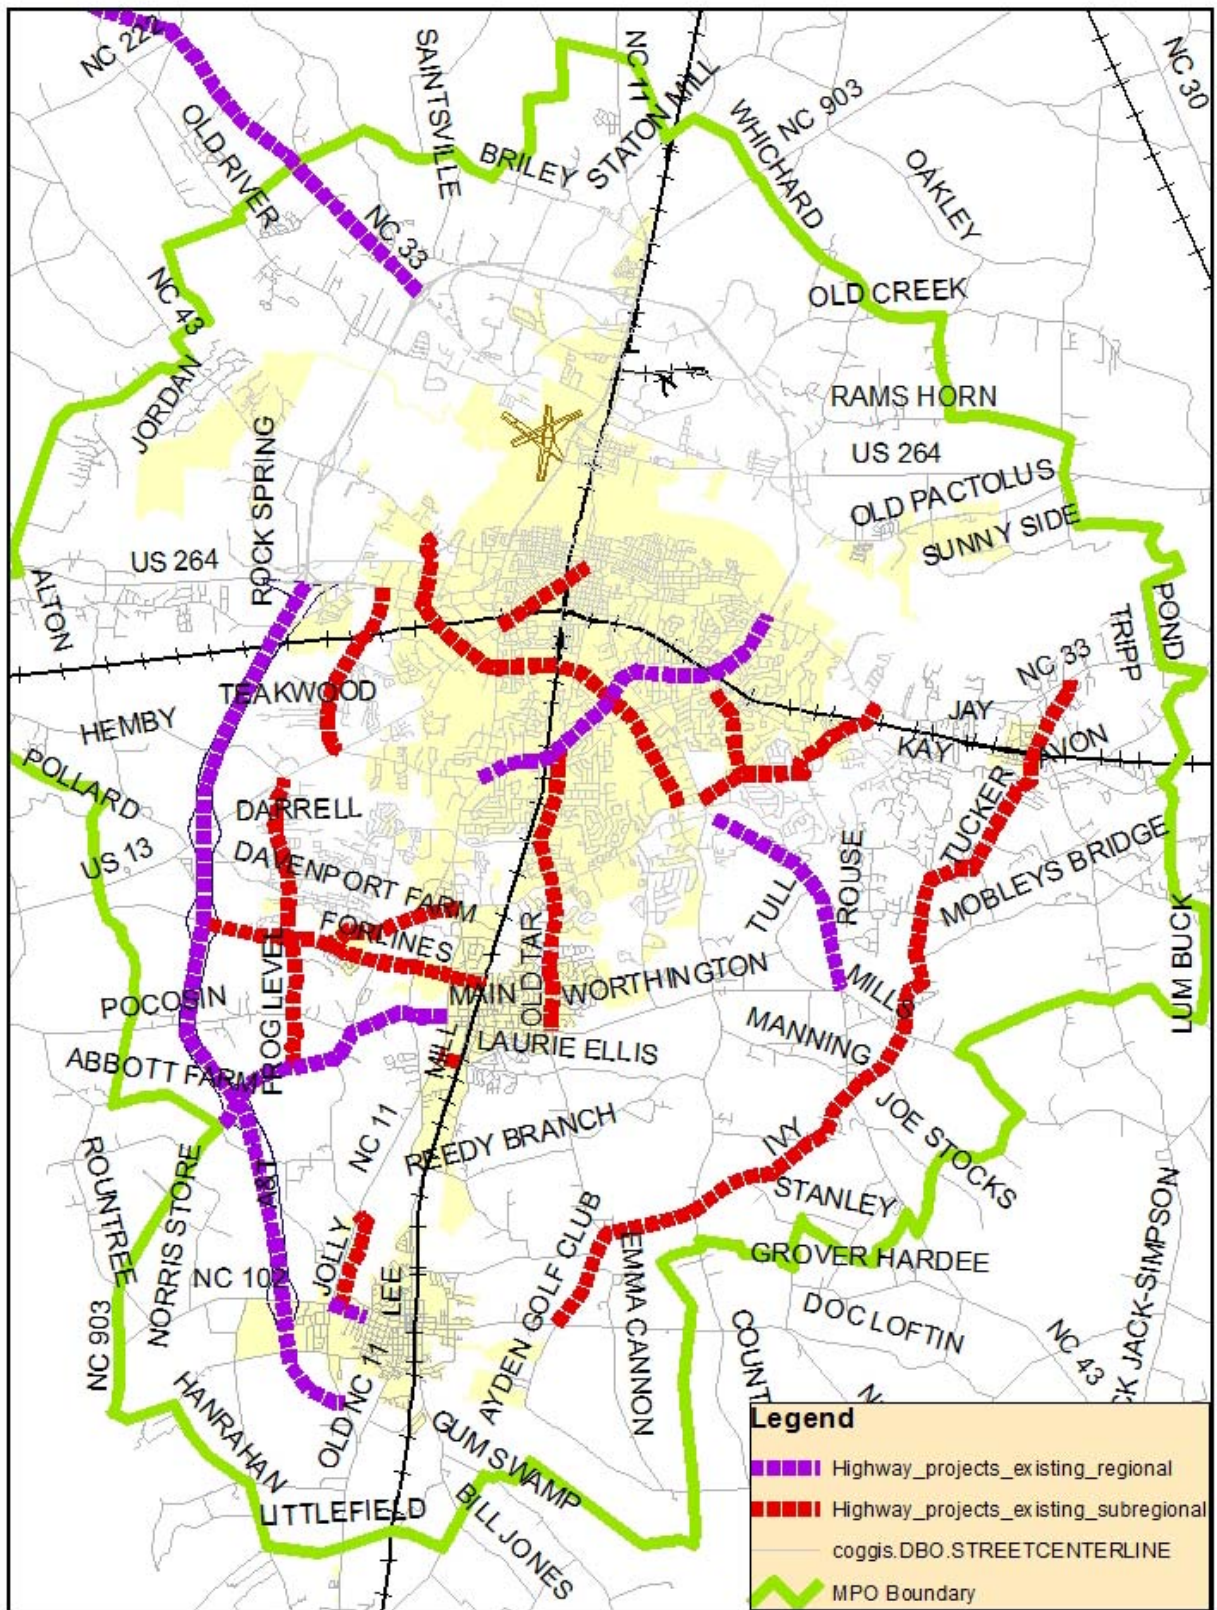 NC 222
SAINTSVILLE
NC 11
STATON MILL
NC 30
NC 903
WHICHARD
OLD RIVER
BRILEY
OAKLEY
NC 33
NC 43
OLD CREEK
JORDAN
RAMS HORN
ROCK SPRING
US 264
OLD PACTOLUS
SUNNY SIDE
US 264
ALTON
POND
TRIPP
NC 33
TEAKWOOD
HEMBY
JAY
KAY
AVON
POLLARD
DARRELL
TUCKER
US 13
DAVENPORT FARM
ROUSE
MOBLEYS BRIDGE
TULL
FORLINES
FROG LEVEL
OLD TAR
LUM BUCK
POCOSIN
MAIN
WORTHINGTON
MILLS
MANNING
MILL
LAURIE ELLIS
ABBOTT FARM
NC 11
REEDY BRANCH
JOE STOCKS
IVY
ROUNTREE
NORRIS STORE
A&T
STANLEY
JOLLY
NC 102
LEE
AYDEN GOLF CLUB
EMMA CANNON
GROVER HARDEE
DOC LOFTIN
NC 903
COUNT
NC 43
CK JACK-SIMPSON
OLD NC 11
HANRAHAN
GUM SWAMP
LITTLEFIELD
BILL JONES
Legend
Highway_projects_existing_regional
Highway_projects_existing_subregional
coggis.DBO.STREETCENTERLINE
MPO Boundary